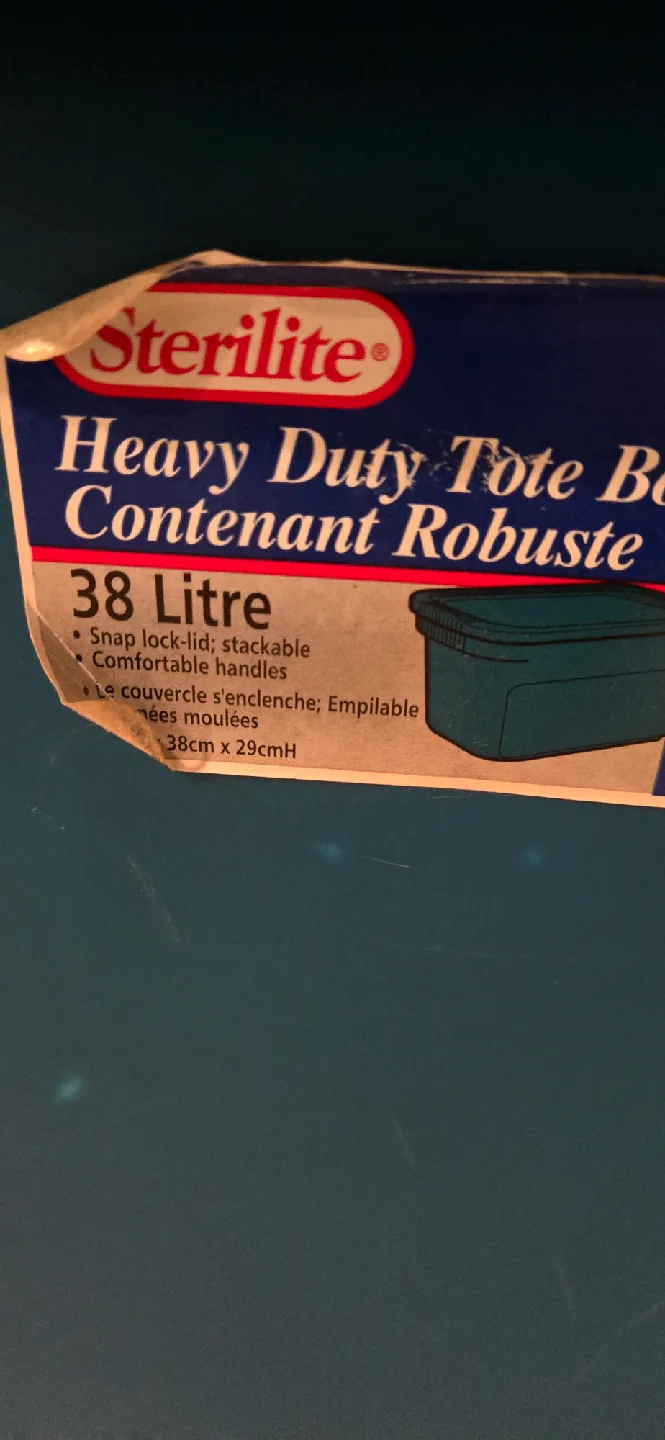 Sterilite®
Heavy Duty Tote
Contenant Robuste
38 Litre
• Snap lock-lid; stackable
• Comfortable handles
• Le couvercle s'enclenche; Empilable
moulées
38cm x 29cmH